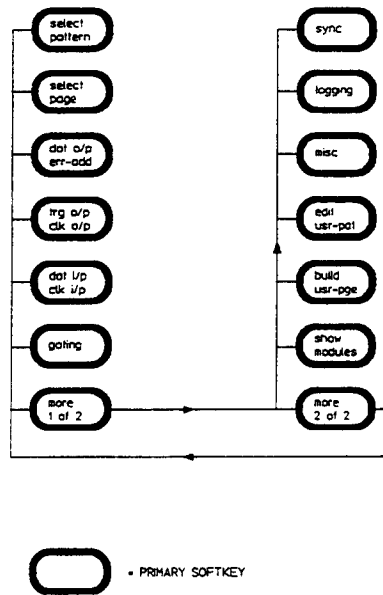 select
pattern
select
page
dat o/p
err-add
trg o/p
clk o/p
dat i/p
clk i/p
gating
more
1 of 2
sync
logging
misc
edit
usr-pat
build
usr-pge
show
modules
more
2 of 2
- PRIMARY SOFTKEY